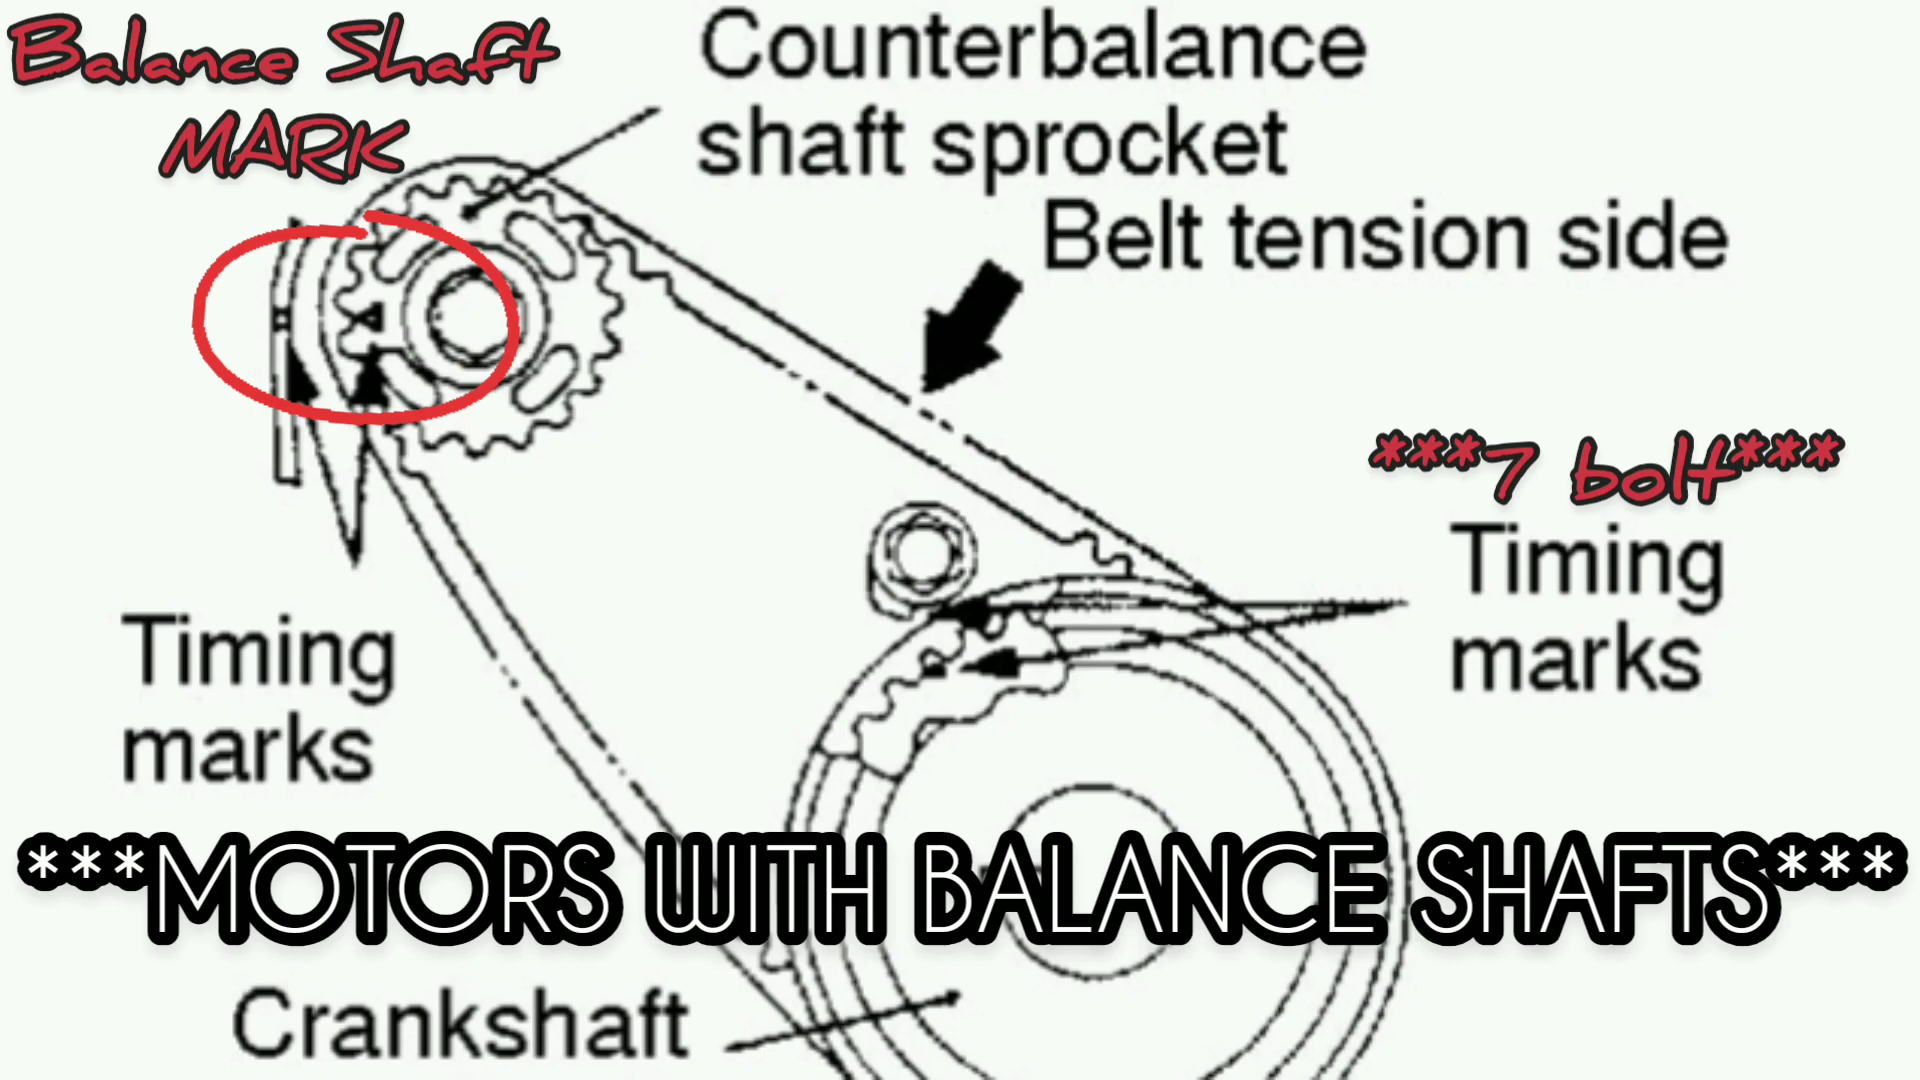 Balance Shaft
MARK
Counterbalance
shaft sprocket
Belt tension side
***7 bolt***
Timing
marks
Timing
marks
***MOTORS WITH BALANCE SHAFTS***
Crankshaft